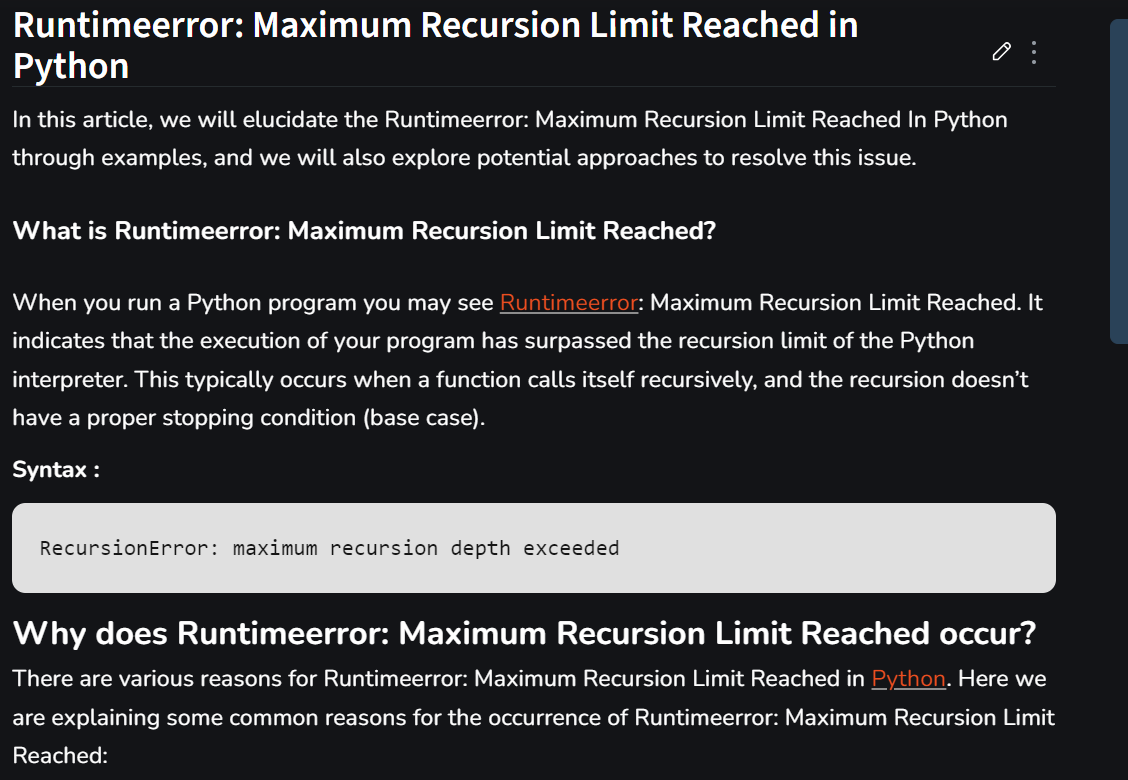 Runtimeerror: Maximum Recursion Limit Reached in
Python
In this article, we will elucidate the Runtimeerror: Maximum Recursion Limit Reached In Python
through examples, and we will also explore potential approaches to resolve this issue.
What is Runtimeerror: Maximum Recursion Limit Reached?
When you run a Python program you may see Runtimeerror: Maximum Recursion Limit Reached. It
indicates that the execution of your program has surpassed the recursion limit of the Python
interpreter. This typically occurs when a function calls itself recursively, and the recursion doesn’t
have a proper stopping condition (base case).
Syntax :
RecursionError: maximum recursion depth exceeded
Why does Runtimeerror: Maximum Recursion Limit Reached occur?
There are various reasons for Runtimeerror: Maximum Recursion Limit Reached in Python. Here we
are explaining some common reasons for the occurrence of Runtimeerror: Maximum Recursion Limit
Reached: